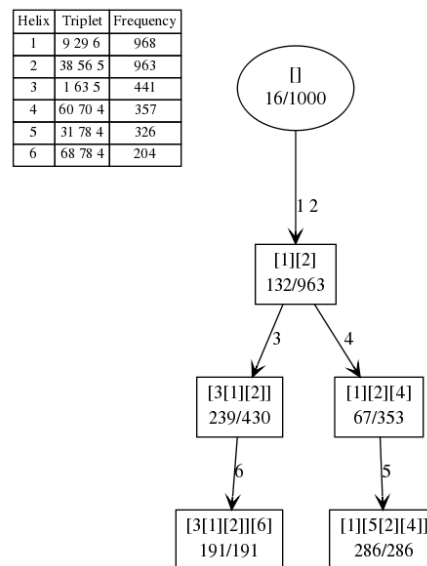 Helix Triplet Frequency
1 9 29 6 968
2 38 56 5 963
3 1 63 5 441
4 60 70 4 357
5 31 78 4 326
6 68 78 4 204
[]
16/1000
1 2
[1][2]
132/963
3 4
[3[1][2]] [1][2][4]
239/430 67/353
6 5
[3[1][2]][6] [1][5[2][4]]
191/191 286/286